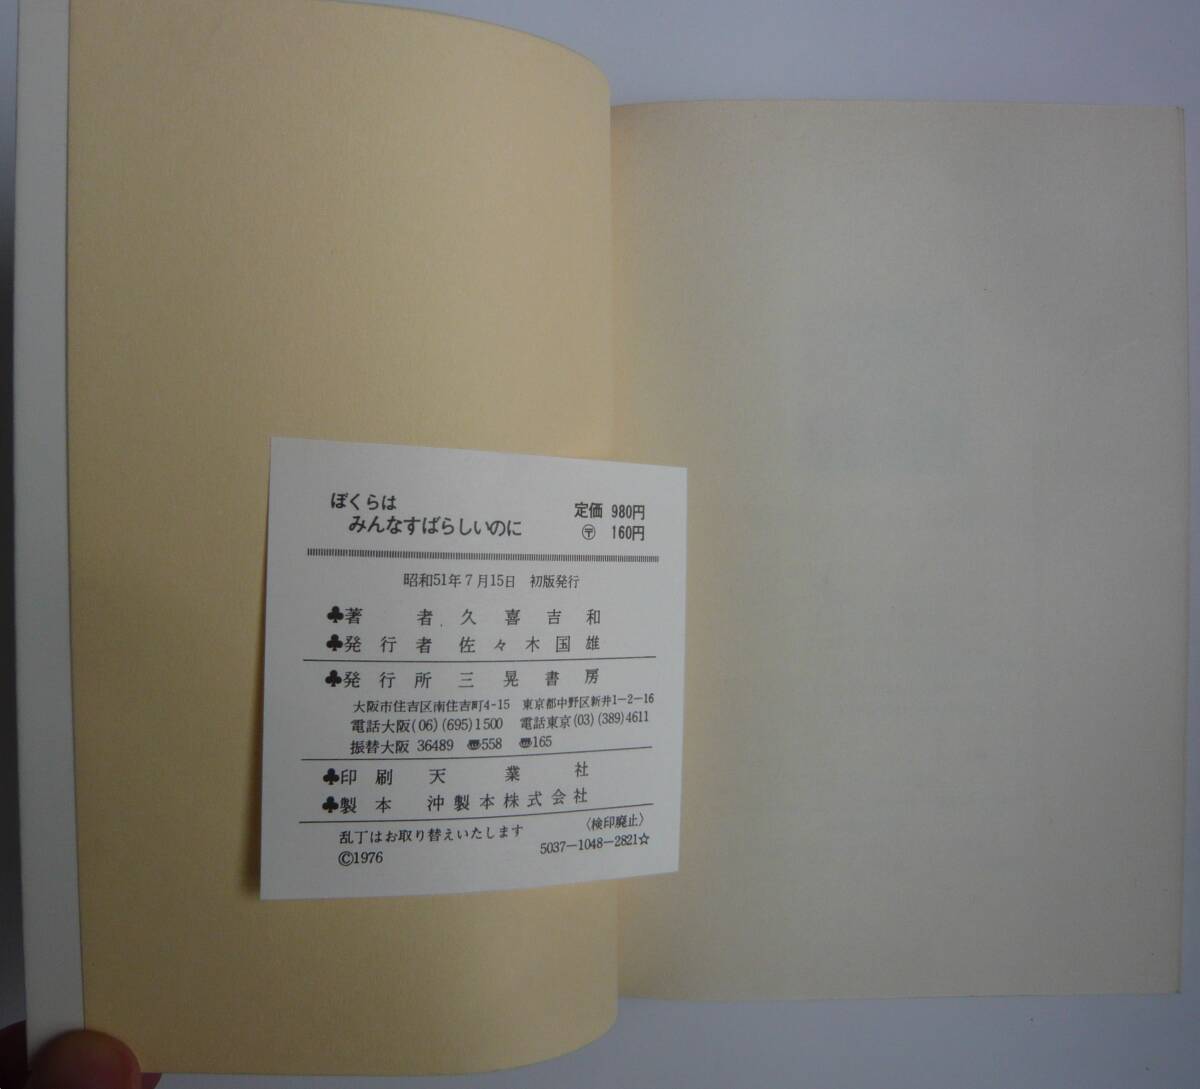 ぼくらは
みんなすばらしいのに
定価 980円
〒 160円
昭和51年7月15日 初版発行
♣著者 久喜吉和
♣発行者 佐々木国雄
♣発行所 三晃書房
大阪市住吉区南住吉町4-15 東京都中野区新井1-2-16
電話大阪(06)(695)1500 電話東京(03)(389)4611
振替大阪 36489 〠558 〠165
♣印刷 天業社
♣製本 沖製本株式会社
乱丁はお取り替えいたします 〈検印廃止〉
©1976 5037-1048-2821☆